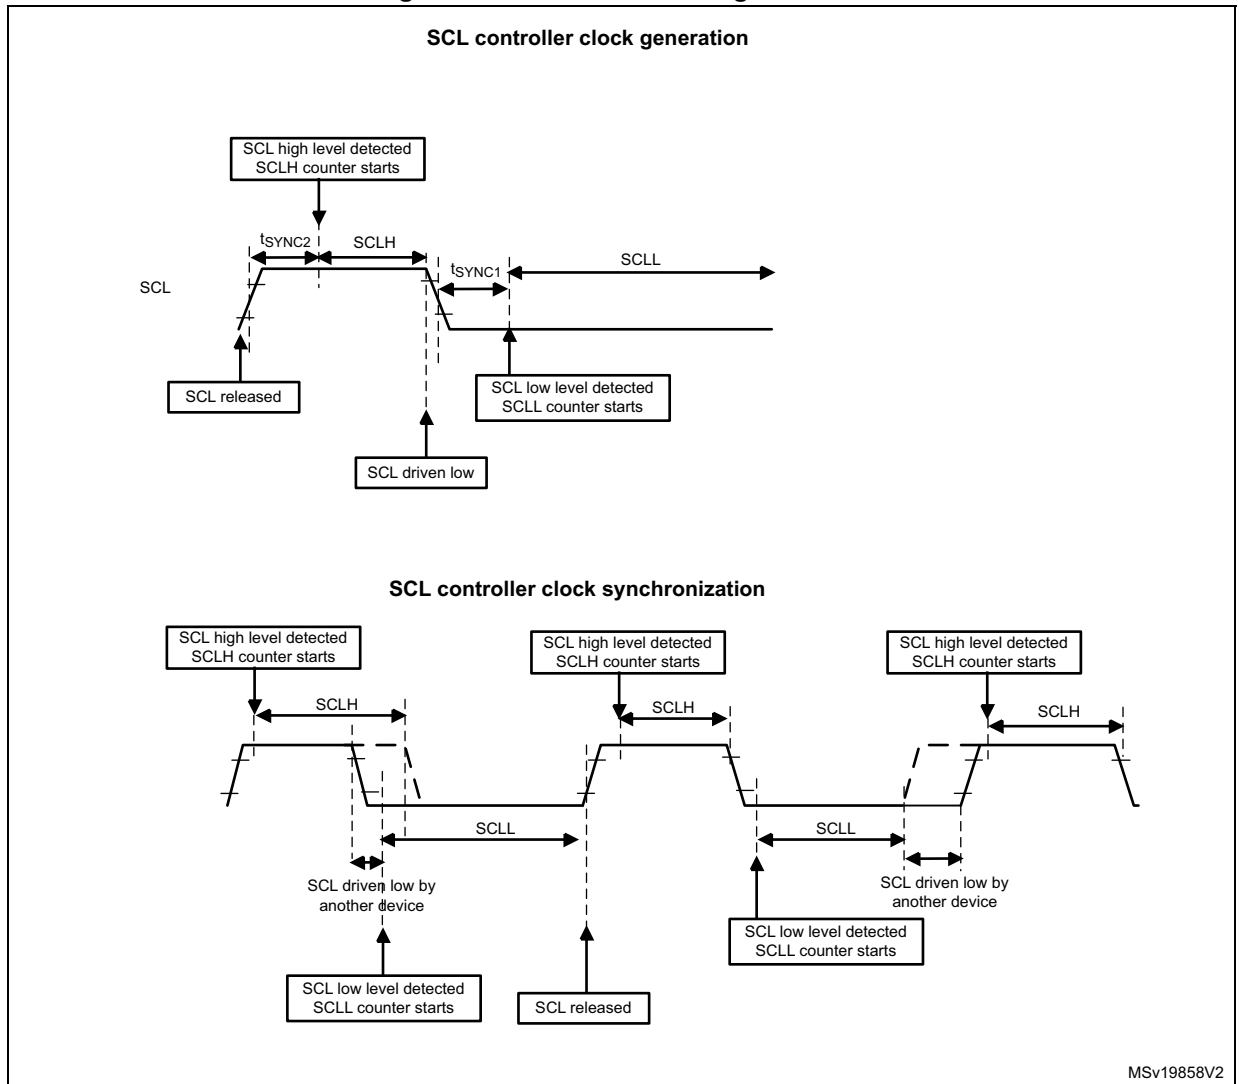 SCL controller clock generation
SCL high level detected
SCLH counter starts
tSYNC2
SCLH
tSYNC1
SCLL
SCL
SCL released
SCL low level detected
SCLL counter starts
SCL driven low
SCL controller clock synchronization
SCL high level detected
SCLH counter starts
SCL high level detected
SCLH counter starts
SCL high level detected
SCLH counter starts
SCLH
SCLH
SCLH
SCLL
SCLL
SCL driven low by
another device
SCL driven low by
another device
SCL low level detected
SCLL counter starts
SCL low level detected
SCLL counter starts
SCL released
MSv19858V2